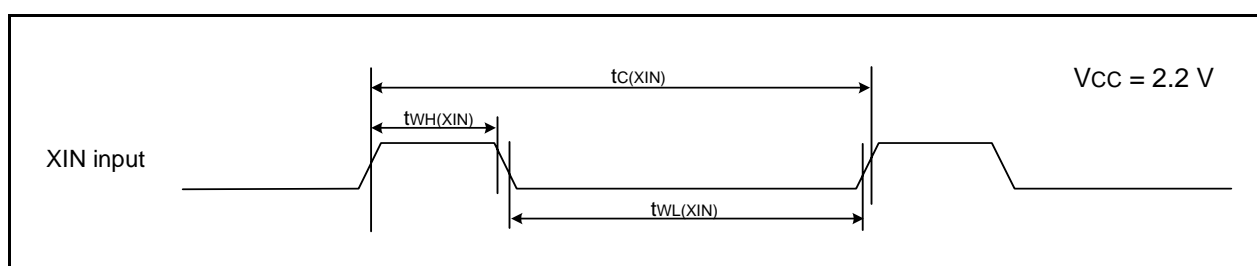 tC(XIN)
VCC = 2.2 V
tWH(XIN)
XIN input
tWL(XIN)